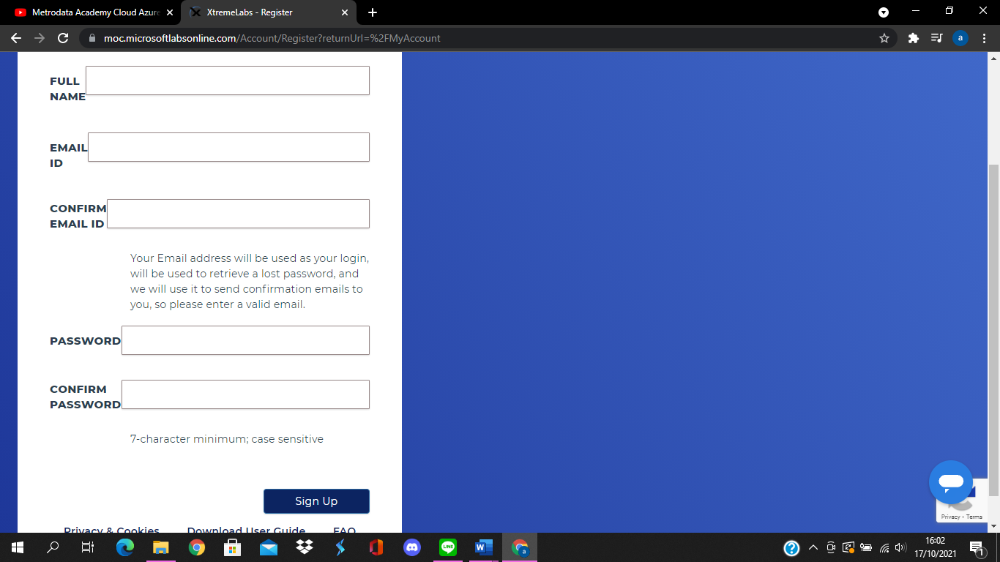 Metrodata Academy Cloud Azure
XtremeLabs - Register
moc.microsoftlabsonline.com/Account/Register?returnUrl=%2FMyAccount
a
FULL
NAME
EMAIL
ID
CONFIRM
EMAIL ID
Your Email address will be used as your login,
will be used to retrieve a lost password, and
we will use it to send confirmation emails to
you, so please enter a valid email.
PASSWORD
CONFIRM
PASSWORD
7-character minimum; case sensitive
Sign Up
Privacy & Cookies
Download User Guide
FAQ
Privacy - Terms
LINE
W
a
16:02
17/10/2021
1